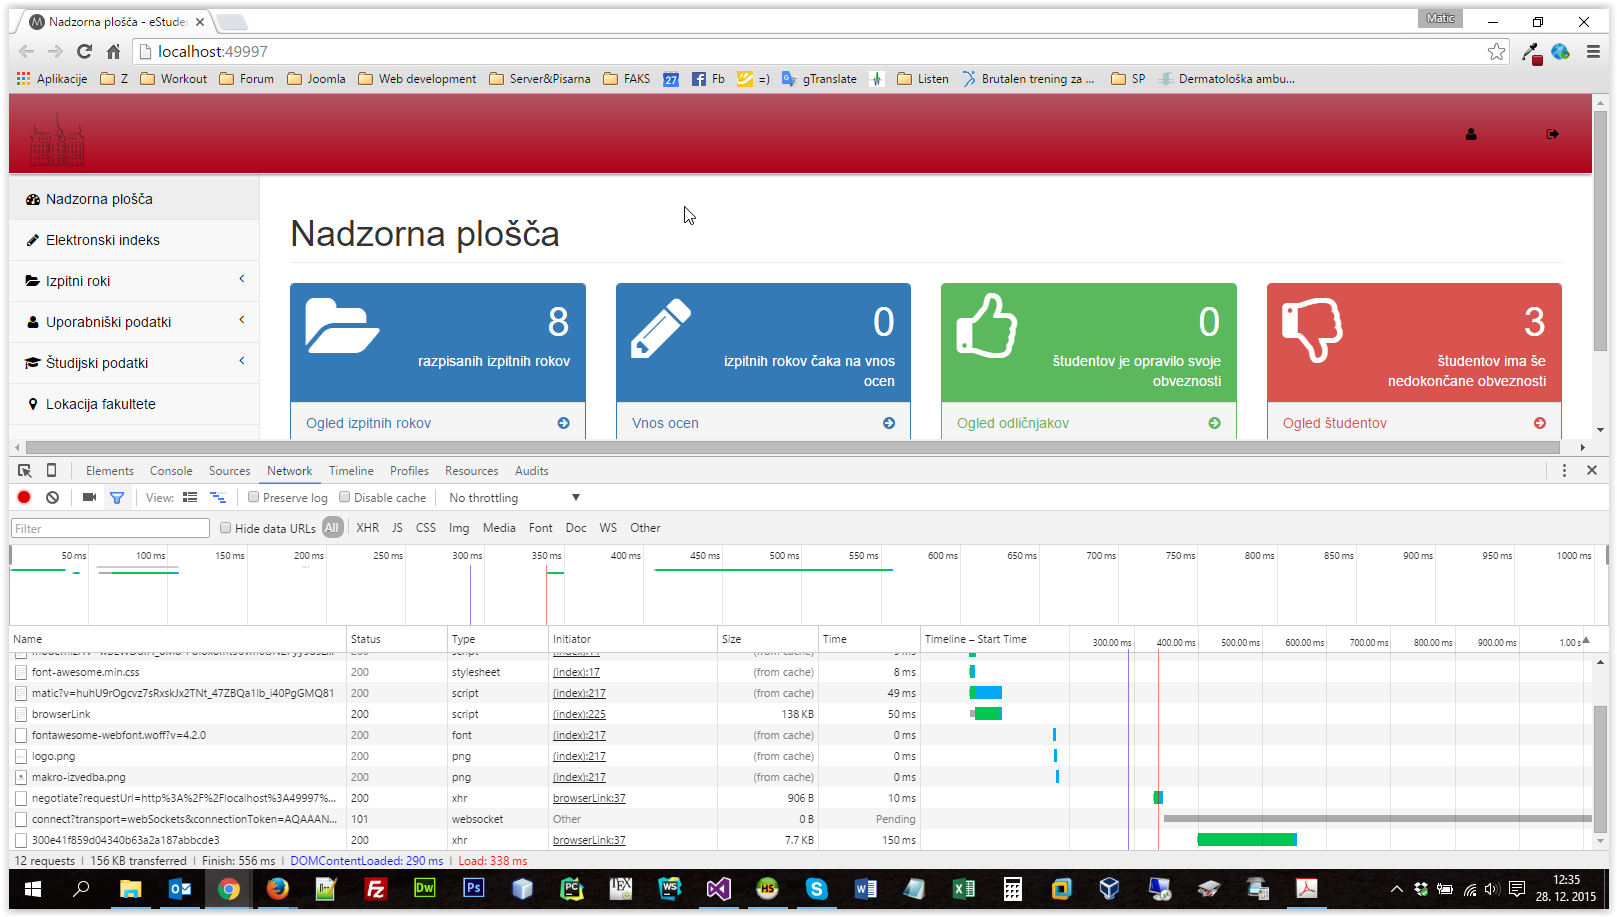 Nadzorna plošča - eStuder
Matic
localhost:49997
Aplikacije Z Workout Forum Joomla Web development Server&Pisarna FAKS 27 Fb =) gTranslate Listen Brutalen trening za ... SP Dermatološka ambu...
Nadzorna plošča
Elektronski indeks
Izpitni roki
Uporabniški podatki
Študijski podatki
Lokacija fakultete
Nadzorna plošča
8
razpisanih izpitnih rokov
Ogled izpitnih rokov
0
izpitnih rokov čaka na vnos
ocen
Vnos ocen
0
študentov je opravilo svoje
obveznosti
Ogled odličnjakov
3
študentov ima še
nedokončane obveznosti
Ogled študentov
Elements Console Sources Network Timeline Profiles Resources Audits
View: Preserve log Disable cache No throttling
Filter Hide data URLs All XHR JS CSS Img Media Font Doc WS Other
50 ms 100 ms 150 ms 200 ms 250 ms 300 ms 350 ms 400 ms 450 ms 500 ms 550 ms 600 ms 650 ms 700 ms 750 ms 800 ms 850 ms 900 ms 950 ms 1000 ms
Name Status Type Initiator Size Time Timeline – Start Time 300.00 ms 400.00 ms 500.00 ms 600.00 ms 700.00 ms 800.00 ms 900.00 ms 1.00 s
font-awesome.min.css 200 stylesheet (index):17 (from cache) 8 ms
matic?v=huhU9rOgcvz7sRxskJx2TNt_47ZBQa1lb_i40PgGMQ81 200 script (index):217 (from cache) 49 ms
browserLink 200 script (index):225 138 KB 50 ms
fontawesome-webfont.woff?v=4.2.0 200 font (index):217 (from cache) 0 ms
logo.png 200 png (index):217 (from cache) 0 ms
makro-izvedba.png 200 png (index):217 (from cache) 0 ms
negotiate?requestUrl=http%3A%2F%2Flocalhost%3A49997%... 200 xhr browserLink:37 906 B 10 ms
connect?transport=webSockets&connectionToken=AQAAAN... 101 websocket Other 0 B Pending
300e41f859d04340b63a2a187abbcde3 200 xhr browserLink:37 7.7 KB 150 ms
12 requests | 156 KB transferred | Finish: 556 ms | DOMContentLoaded: 290 ms | Load: 338 ms
Dw Ps PC TEX WS HS
12:35
28. 12. 2015